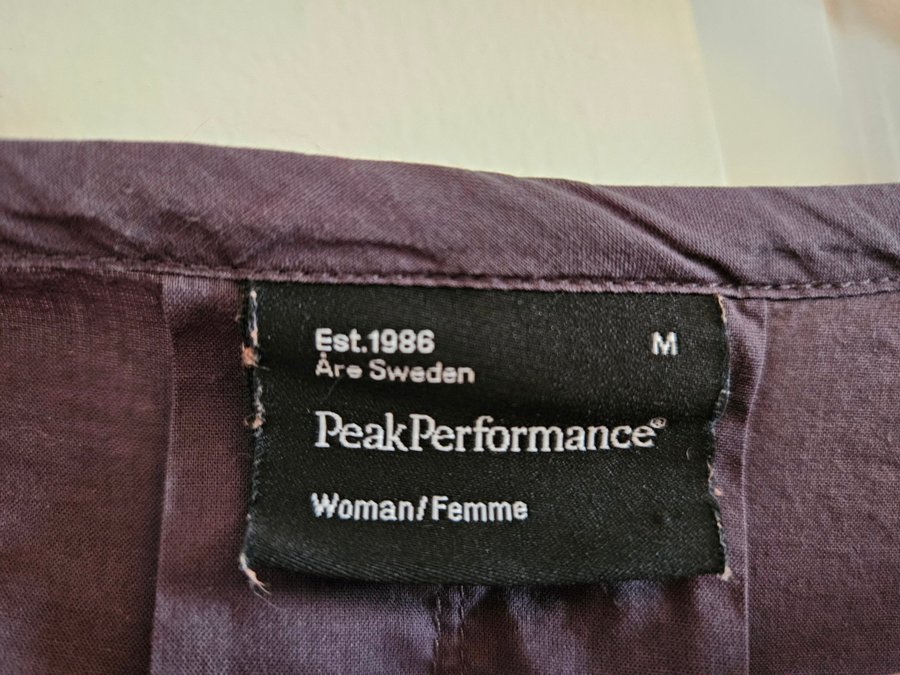 Est.1986 M
Åre Sweden
PeakPerformance®
Woman/Femme